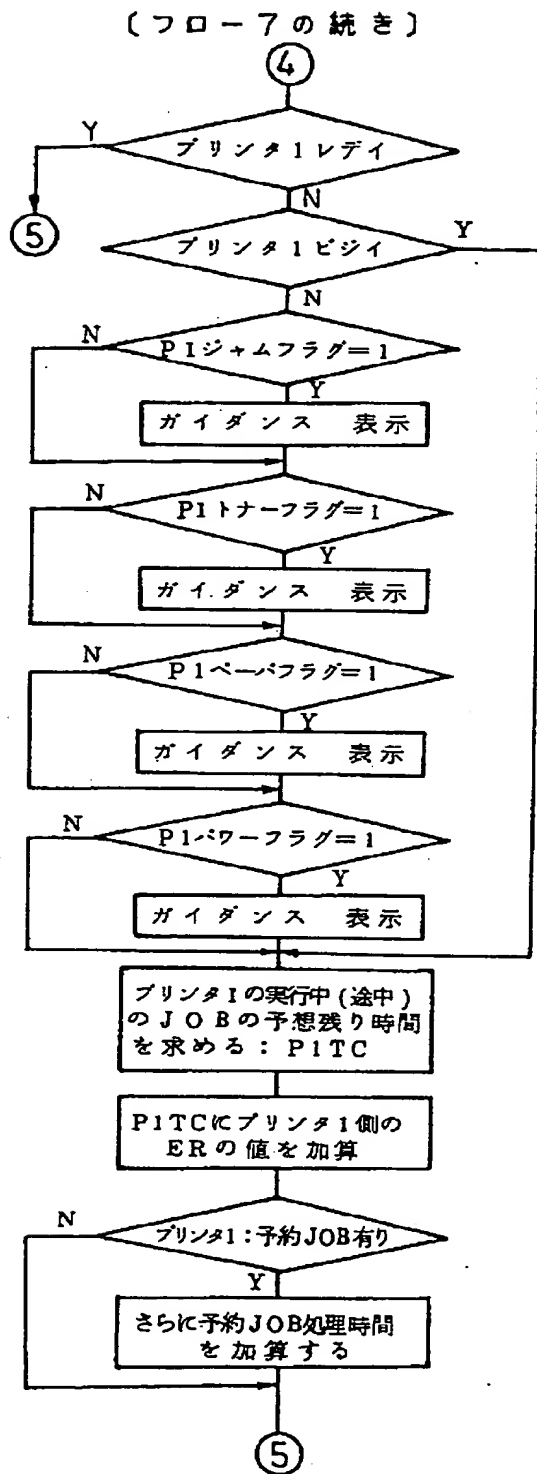 〔フロー7の続き〕
④
Y
プリンタ1レデイ
N
⑤
プリンタ1ビジイ
Y
N
N
P1ジャムフラグ=1
Y
ガイダンス 表示
N
P1トナーフラグ=1
Y
ガイダンス 表示
N
P1ペーパフラグ=1
Y
ガイダンス 表示
N
P1パワーフラグ=1
Y
ガイダンス 表示
プリンタ1の実行中(途中)
のJOBの予想残り時間
を求める:P1TC
P1TCにプリンタ1側の
ERの値を加算
N
プリンタ1:予約JOB有り
Y
さらに予約JOB処理時間
を加算する
⑤